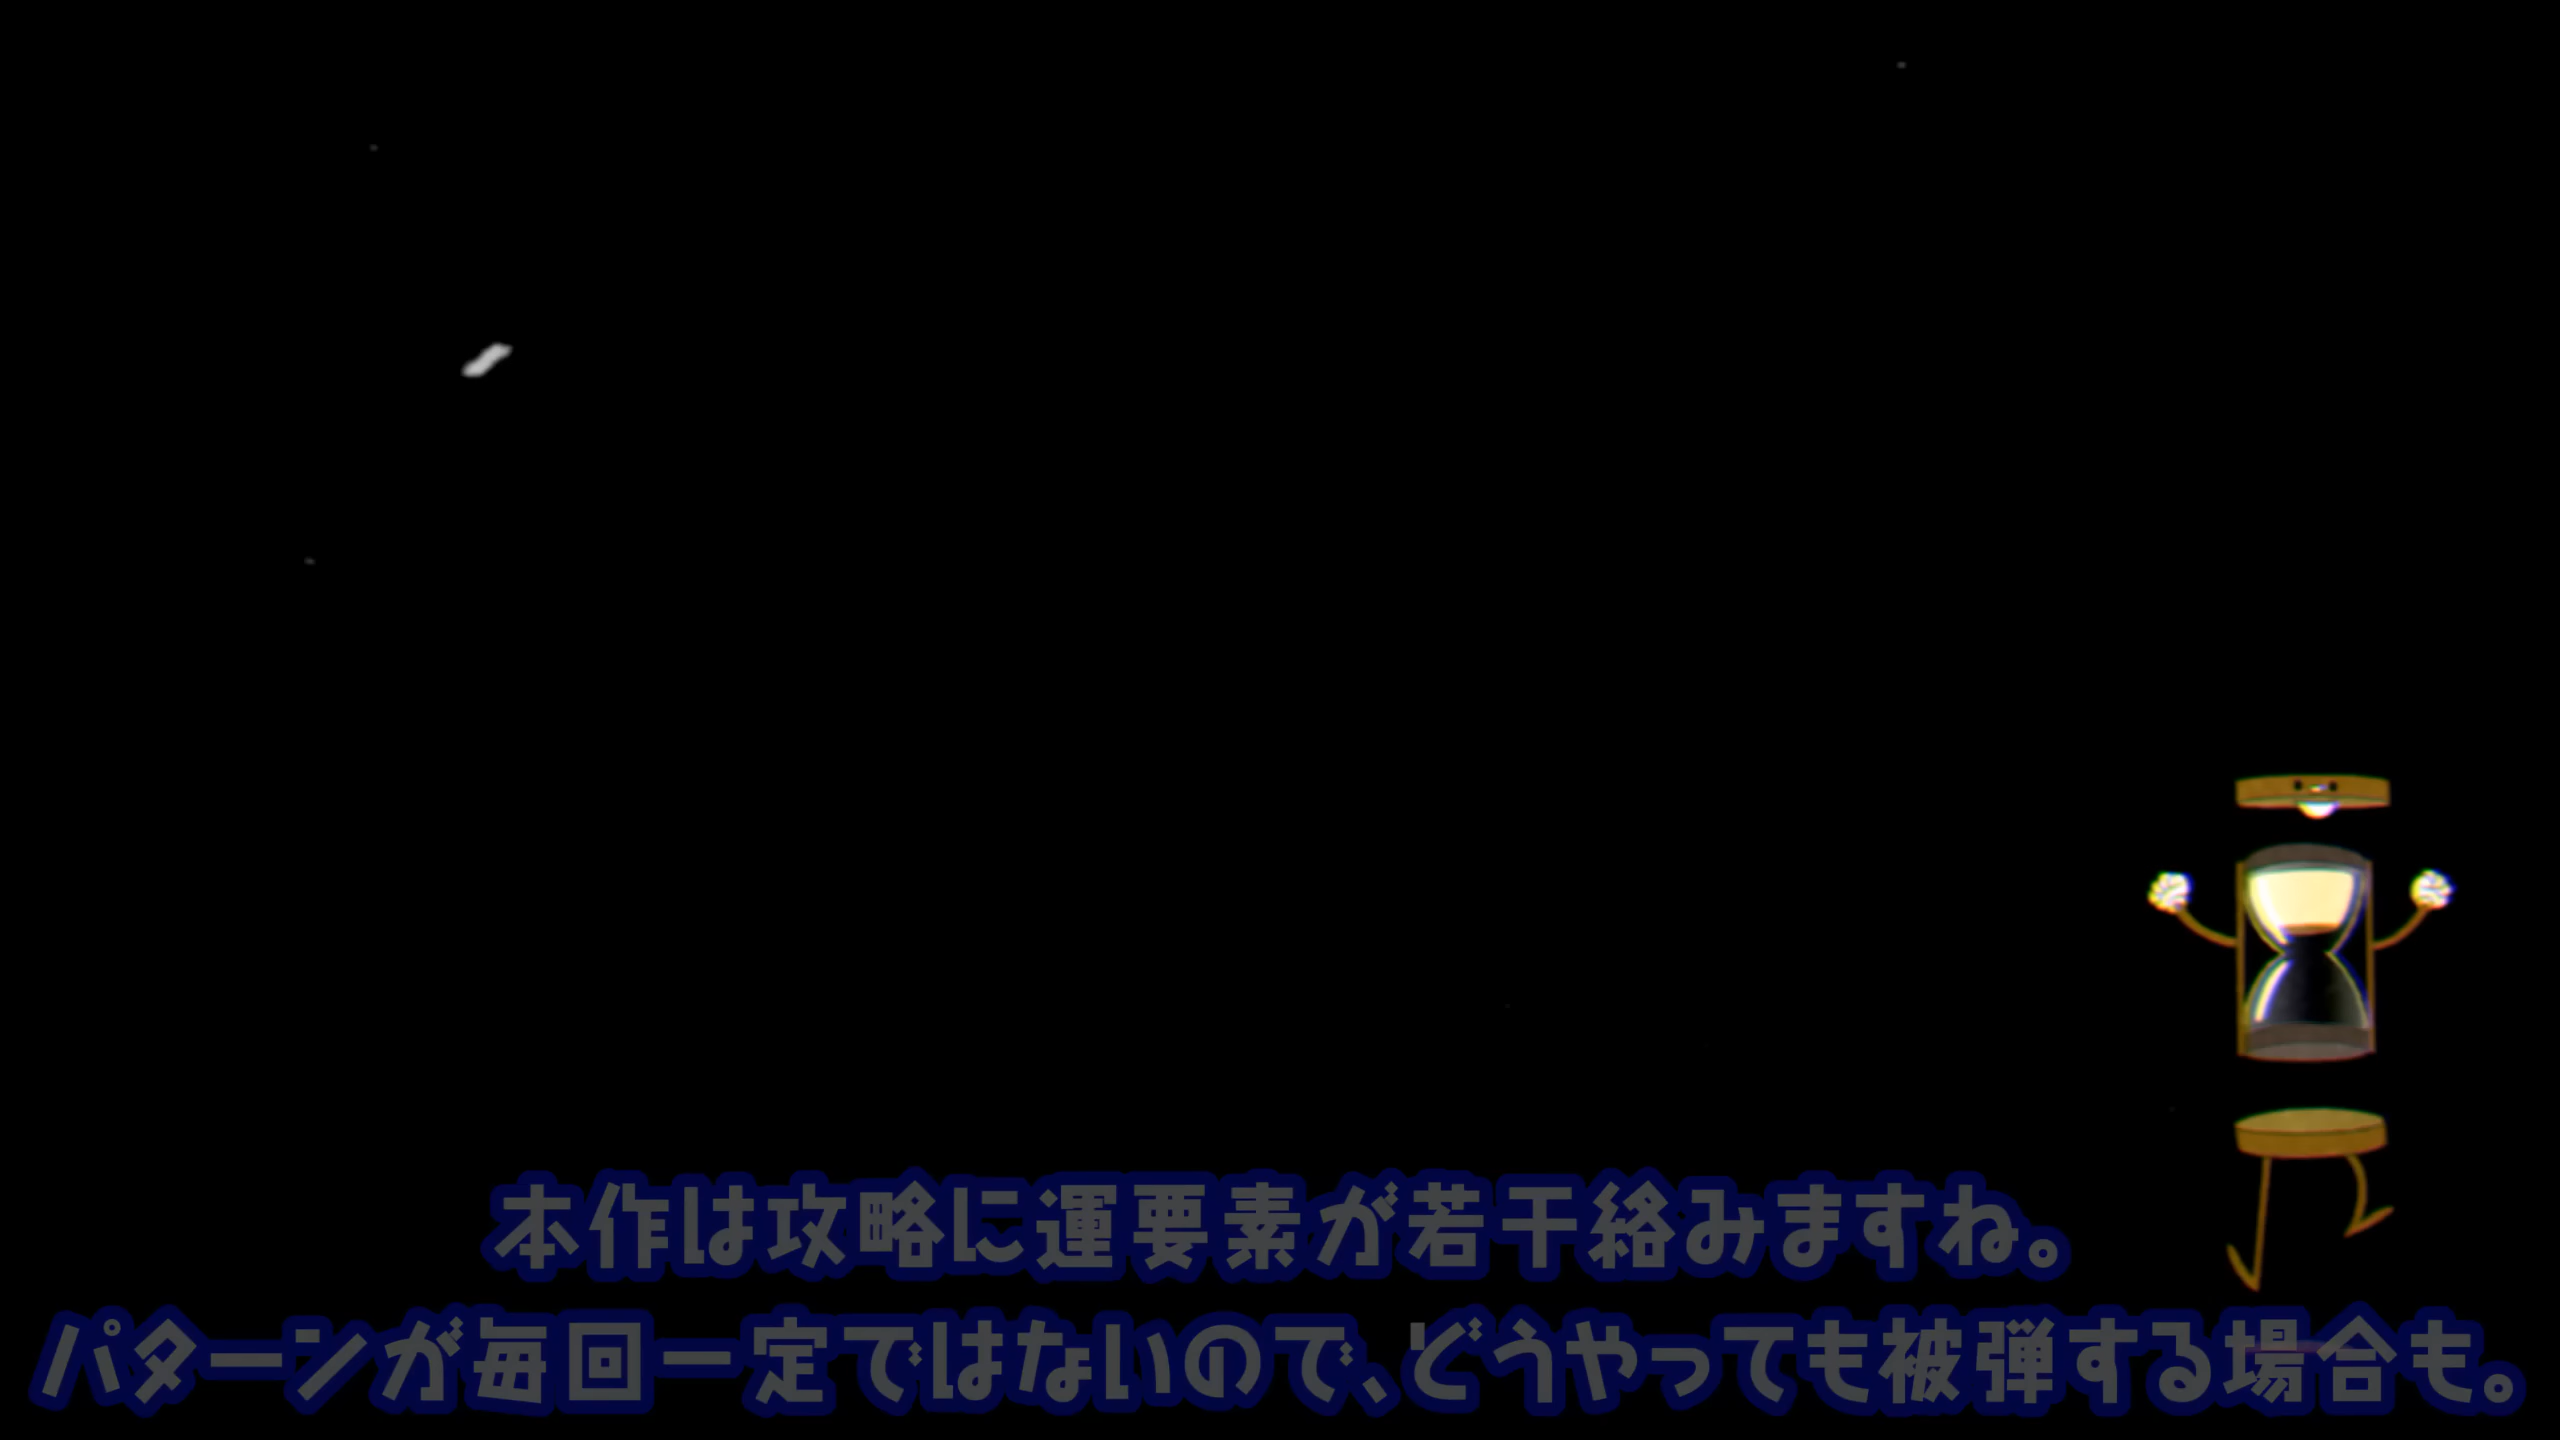 本作は攻略に運要素が若干絡みますね。
パターンが毎回一定ではないので、どうやっても被弾する場合も。